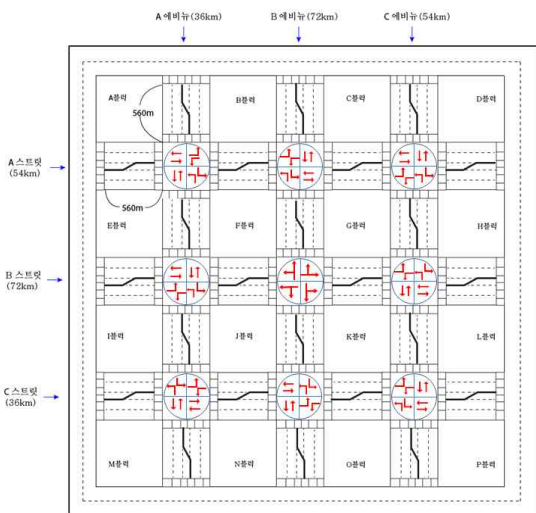 A 에비뉴(36km) B 에비뉴(72km) C 에비뉴(54km)
A블럭 B블럭 C블럭 D블럭
560m
A 스트릿
(54km)
560m
E블럭 F블럭 G블럭 H블럭
B 스트릿
(72km)
I블럭 J블럭 K블럭 L블럭
C 스트릿
(36km)
M블럭 N블럭 O블럭 P블럭